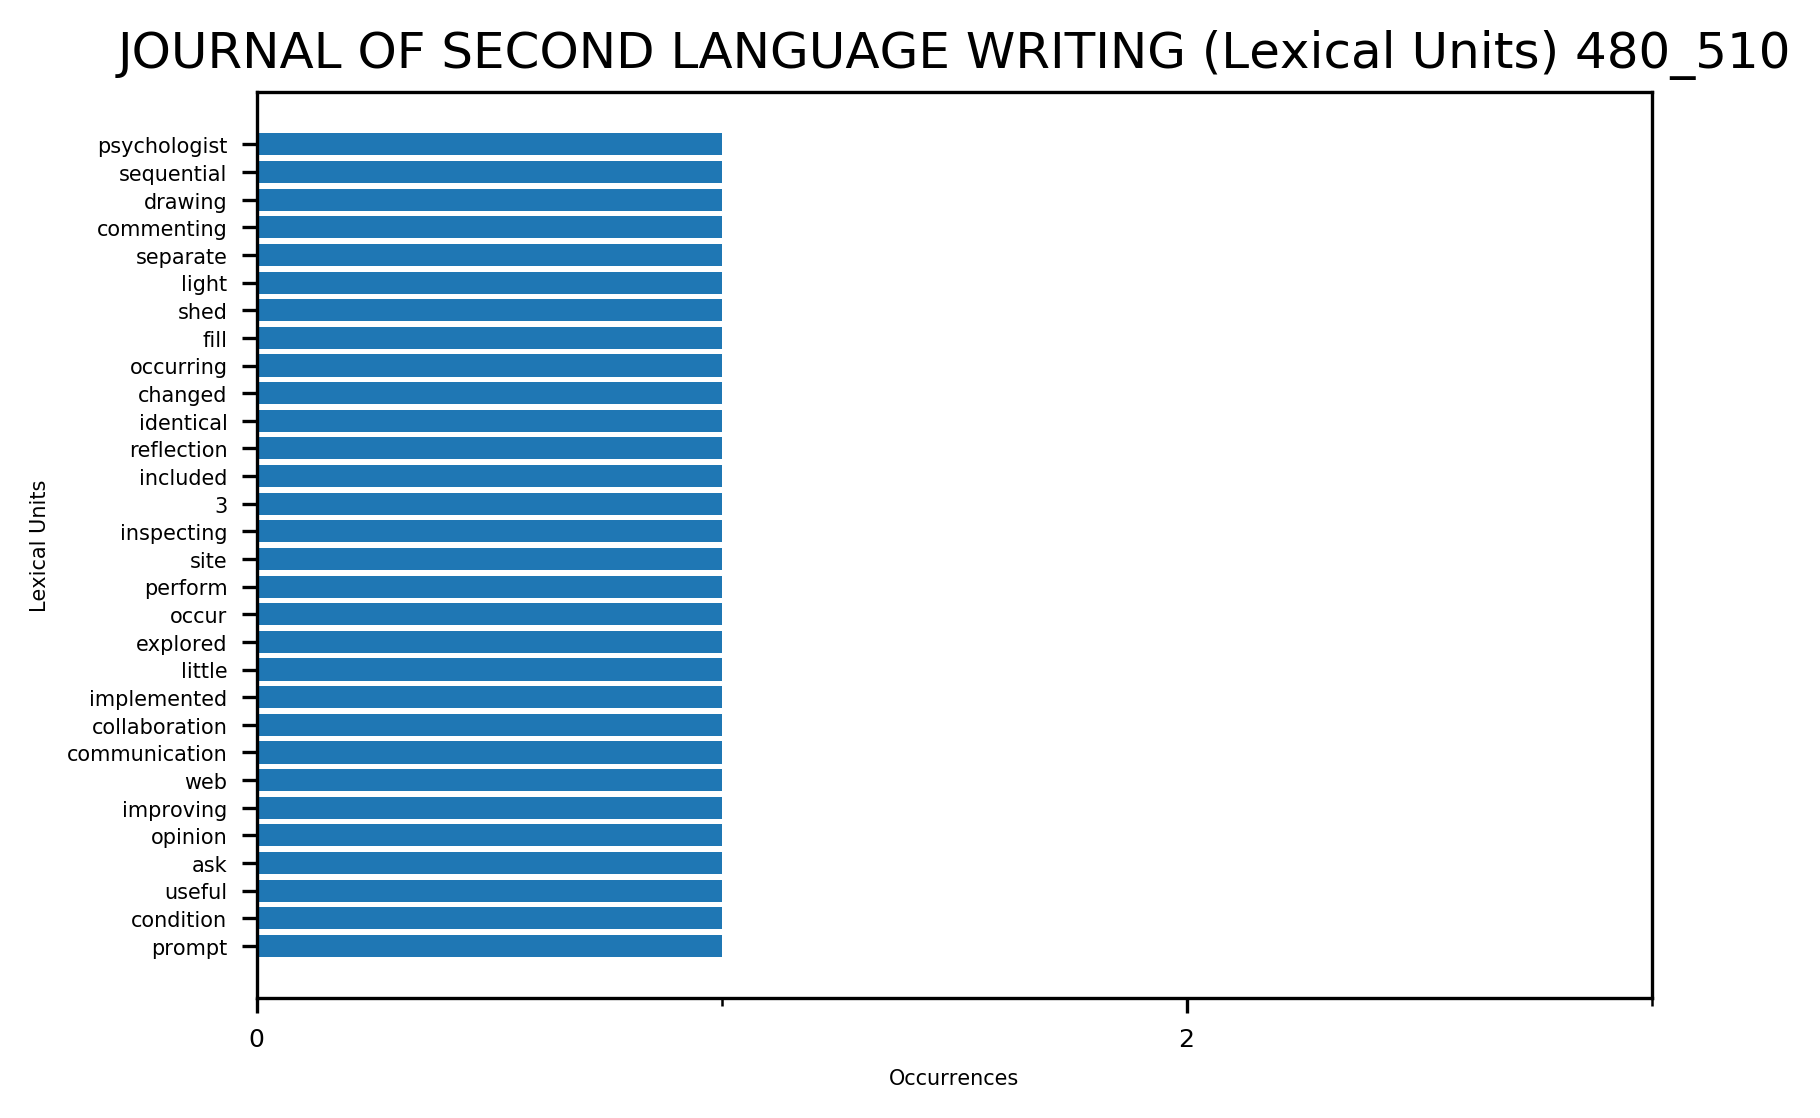 JOURNAL OF SECOND LANGUAGE WRITING (Lexical Units) 480_510
psychologist
sequential
drawing
commenting
separate
light
shed
fill
occurring
changed
identical
reflection
included
3
inspecting
site
perform
occur
explored
little
implemented
collaboration
communication
web
improving
opinion
ask
useful
condition
prompt
Lexical Units
0
2
Occurrences